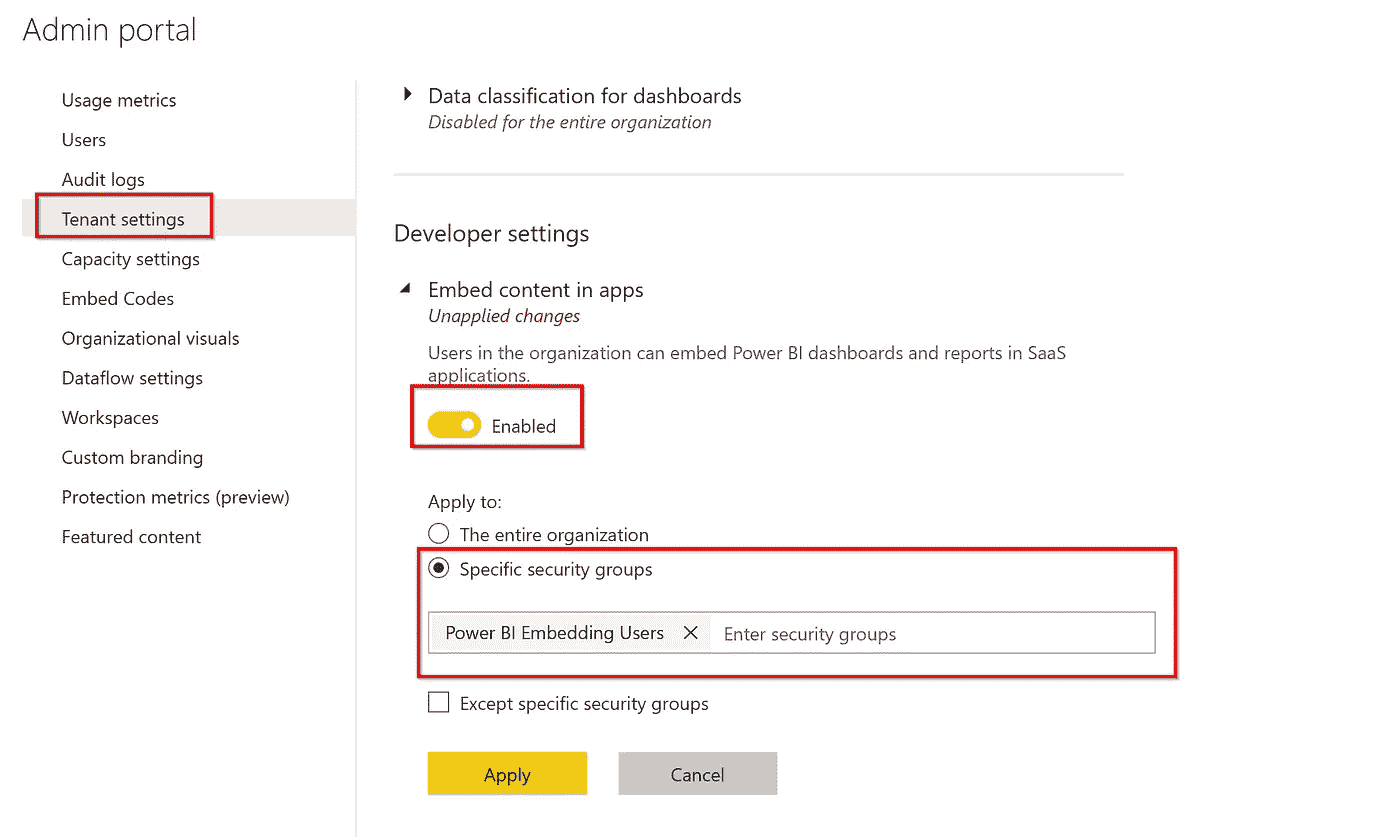 Admin portal
Usage metrics
Users
Audit logs
Tenant settings
Capacity settings
Embed Codes
Organizational visuals
Dataflow settings
Workspaces
Custom branding
Protection metrics (preview)
Featured content
Data classification for dashboards
Disabled for the entire organization
Developer settings
Embed content in apps
Unapplied changes
Users in the organization can embed Power BI dashboards and reports in SaaS
applications.
Enabled
Apply to:
The entire organization
Specific security groups
Power BI Embedding Users Enter security groups
Except specific security groups
Apply Cancel